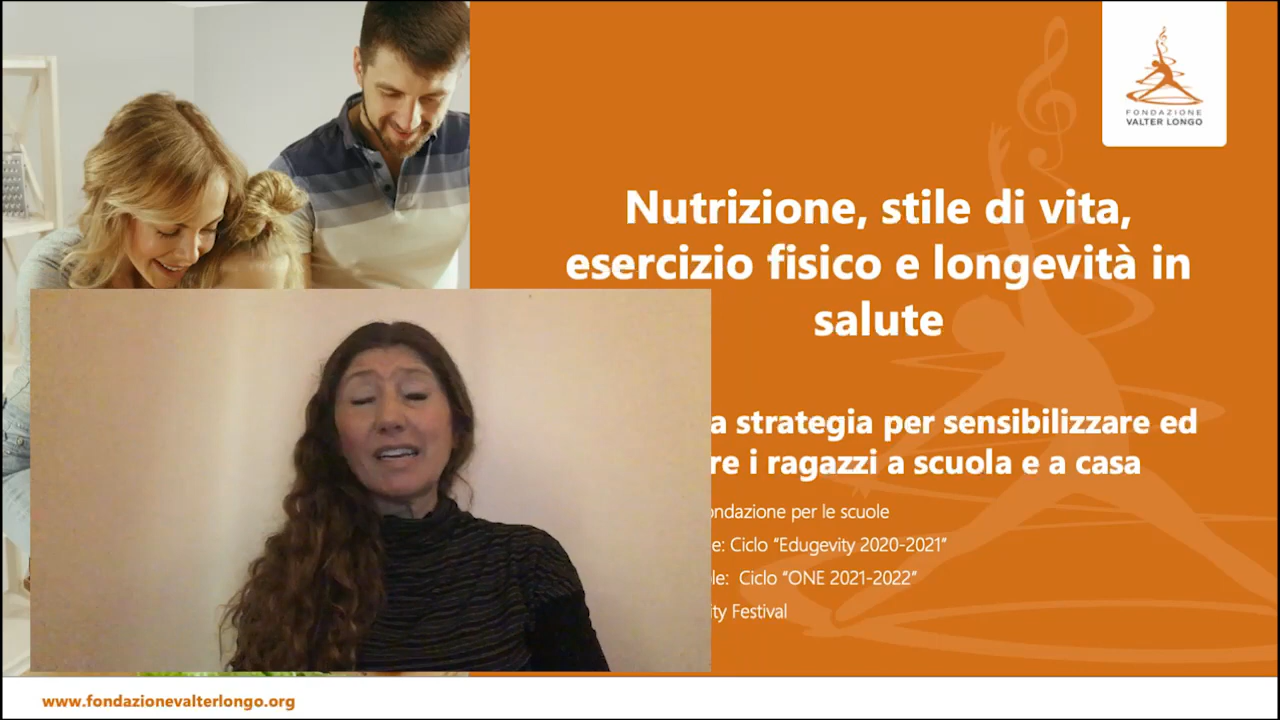 FONDAZIONE
VALTER LONGO
Nutrizione, stile di vita,
esercizio fisico e longevità in
salute
a strategia per sensibilizzare ed
re i ragazzi a scuola e a casa
ondazione per le scuole
e: Ciclo “Edugevity 2020-2021”
le: Ciclo “ONE 2021-2022”
ity Festival
www.fondazionevalterlongo.org